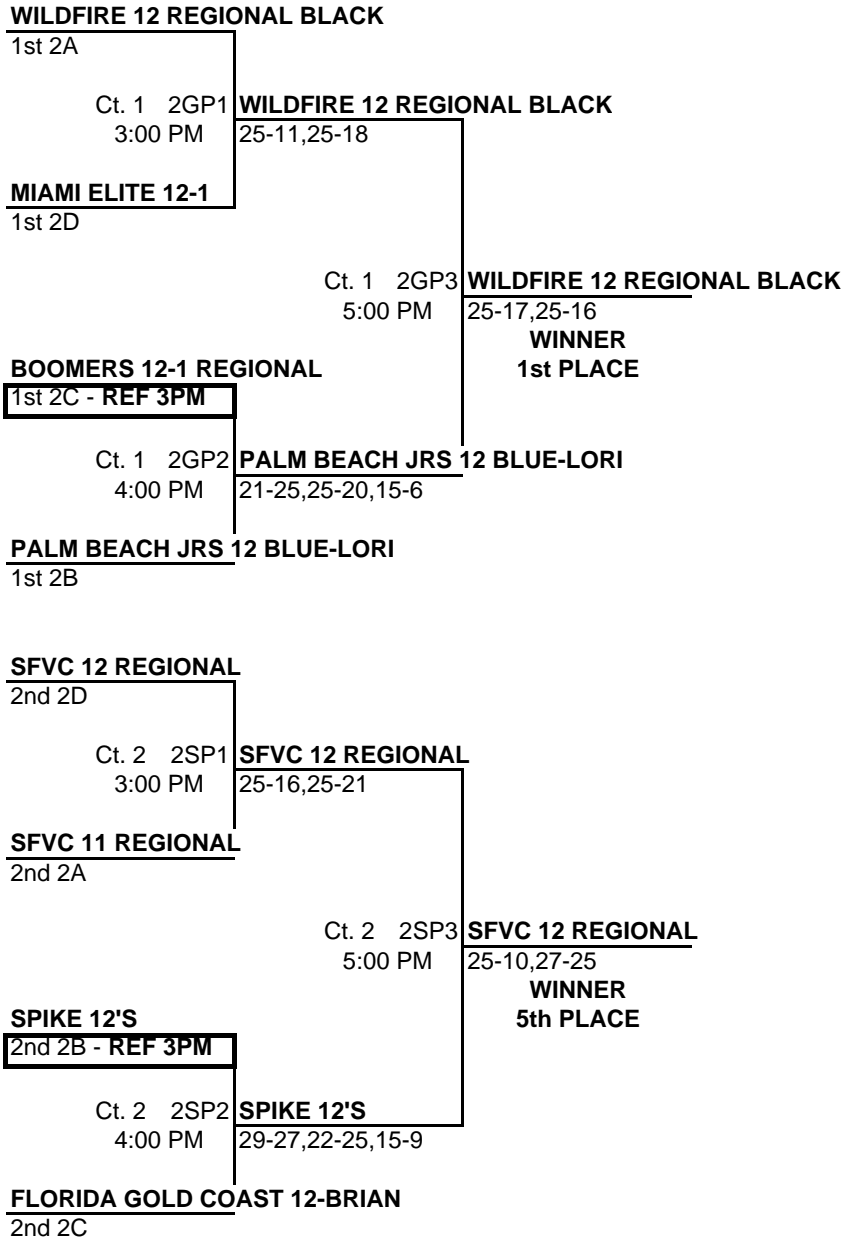 WILDFIRE 12 REGIONAL BLACK
1st 2A
Ct. 1 2GP1 WILDFIRE 12 REGIONAL BLACK
3:00 PM 25-11,25-18
MIAMI ELITE 12-1
1st 2D
Ct. 1 2GP3 WILDFIRE 12 REGIONAL BLACK
5:00 PM 25-17,25-16
WINNER
BOOMERS 12-1 REGIONAL 1st PLACE
1st 2C - REF 3PM
Ct. 1 2GP2 PALM BEACH JRS 12 BLUE-LORI
4:00 PM 21-25,25-20,15-6
PALM BEACH JRS 12 BLUE-LORI
1st 2B
SFVC 12 REGIONAL
2nd 2D
Ct. 2 2SP1 SFVC 12 REGIONAL
3:00 PM 25-16,25-21
SFVC 11 REGIONAL
2nd 2A
Ct. 2 2SP3 SFVC 12 REGIONAL
5:00 PM 25-10,27-25
WINNER
SPIKE 12'S 5th PLACE
2nd 2B - REF 3PM
Ct. 2 2SP2 SPIKE 12'S
4:00 PM 29-27,22-25,15-9
FLORIDA GOLD COAST 12-BRIAN
2nd 2C